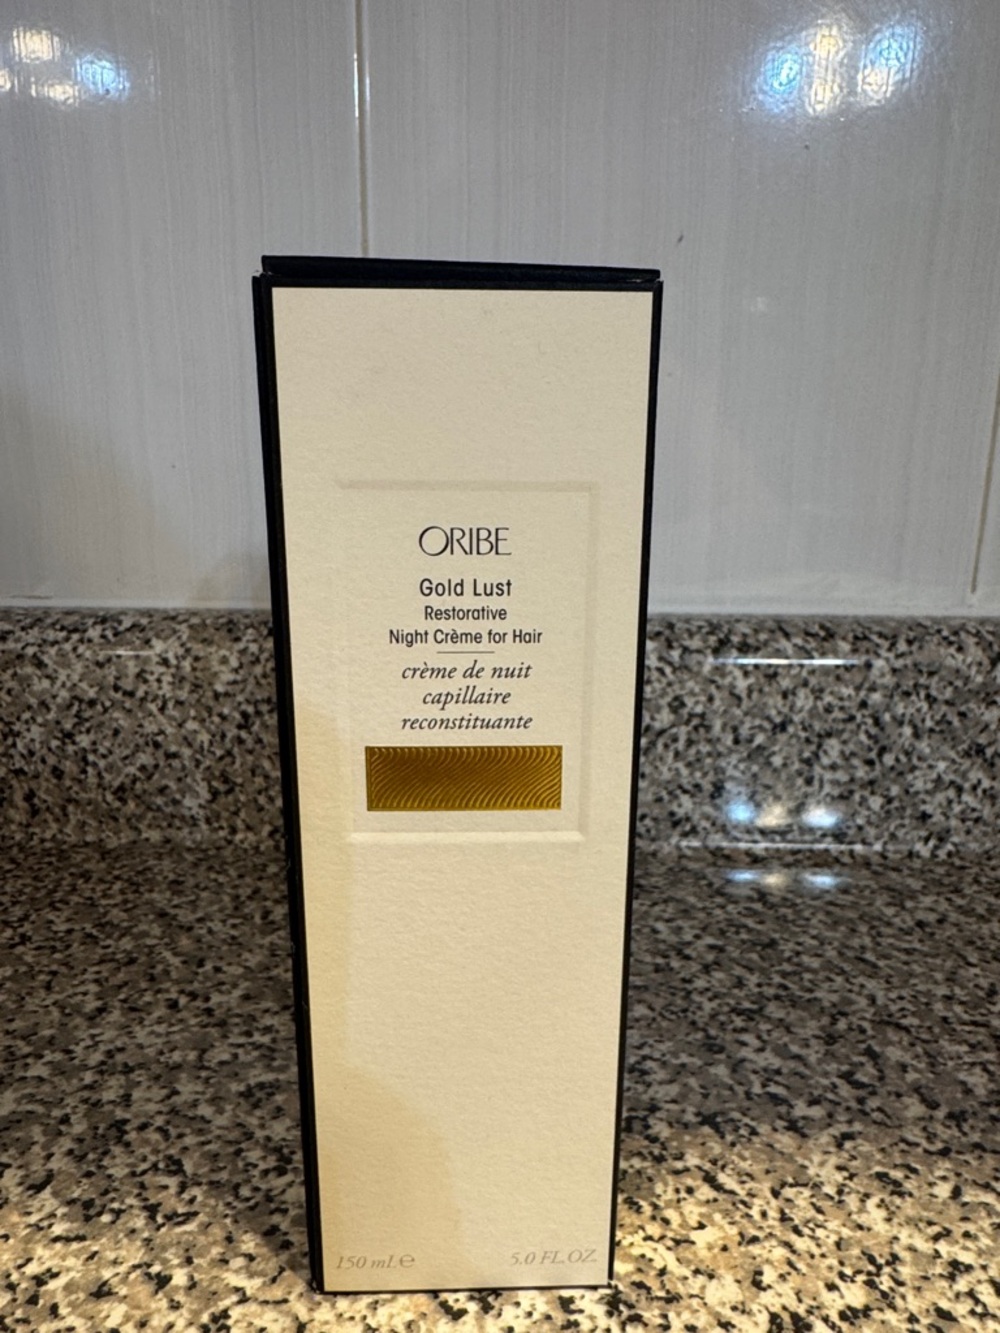 ORIBE
Gold Lust
Restorative
Night Crème for Hair
crème de nuit
capillaire
reconstituante
150 mL ℮ 5.0 FL.OZ.